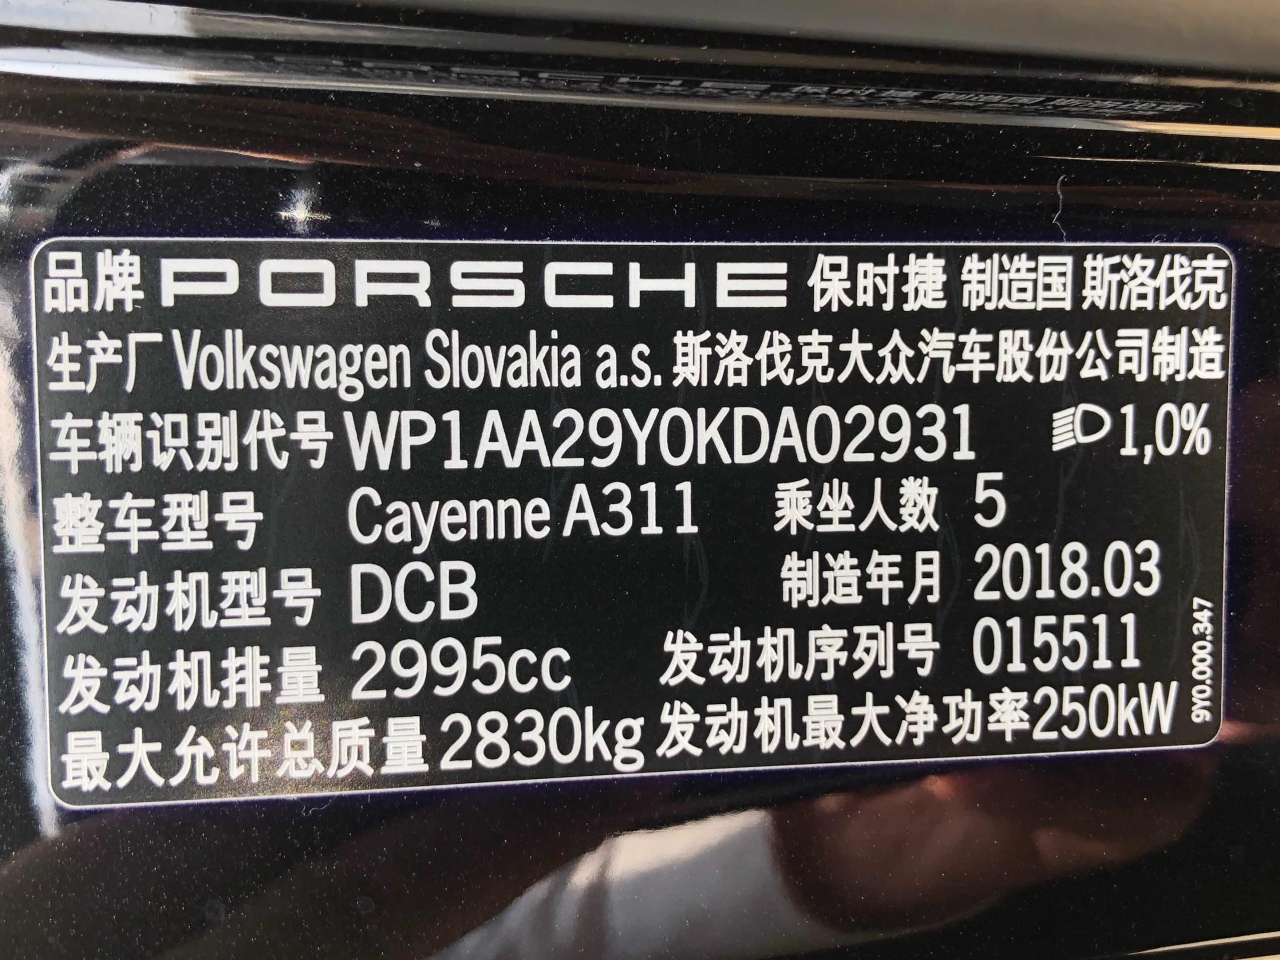 品牌 PORSCHE 保时捷 制造国 斯洛伐克
生产厂 Volkswagen Slovakia a.s. 斯洛伐克大众汽车股份公司制造
车辆识别代号 WP1AA29Y0KDA02931 1,0%
整车型号 Cayenne A311 乘坐人数 5
发动机型号 DCB 制造年月 2018.03
发动机排量 2995cc 发动机序列号 015511
最大允许总质量 2830kg 发动机最大净功率 250kW
9Y0.000.347